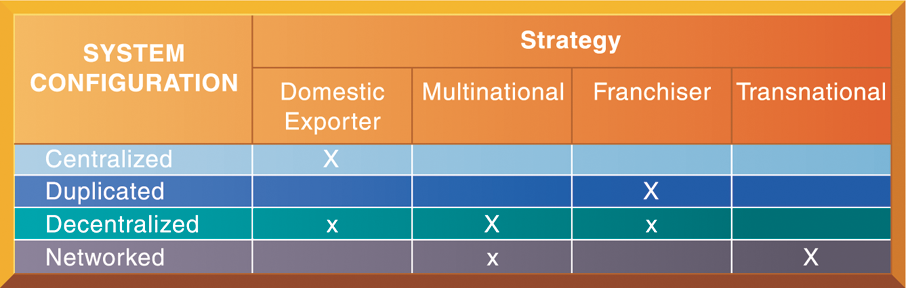 SYSTEM
CONFIGURATION
Strategy
Domestic
Exporter
Multinational
Franchiser
Transnational
Centralized X
Duplicated X
Decentralized x X x
Networked x X